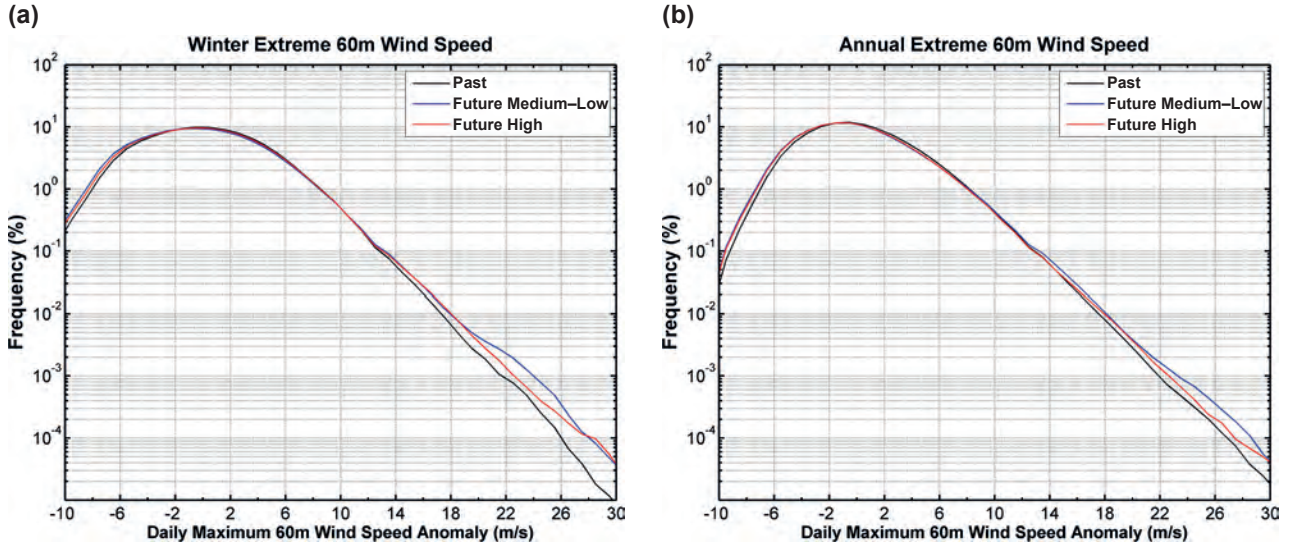 (a)
Winter Extreme 60m Wind Speed
10²
10¹
10⁰
10⁻¹
10⁻²
10⁻³
10⁻⁴
Frequency (%)
Past
Future Medium–Low
Future High
-10 -6 -2 2 6 10 14 18 22 26 30
Daily Maximum 60m Wind Speed Anomaly (m/s)
(b)
Annual Extreme 60m Wind Speed
10²
10¹
10⁰
10⁻¹
10⁻²
10⁻³
10⁻⁴
Frequency (%)
Past
Future Medium–Low
Future High
-10 -6 -2 2 6 10 14 18 22 26 30
Daily Maximum 60m Wind Speed Anomaly (m/s)